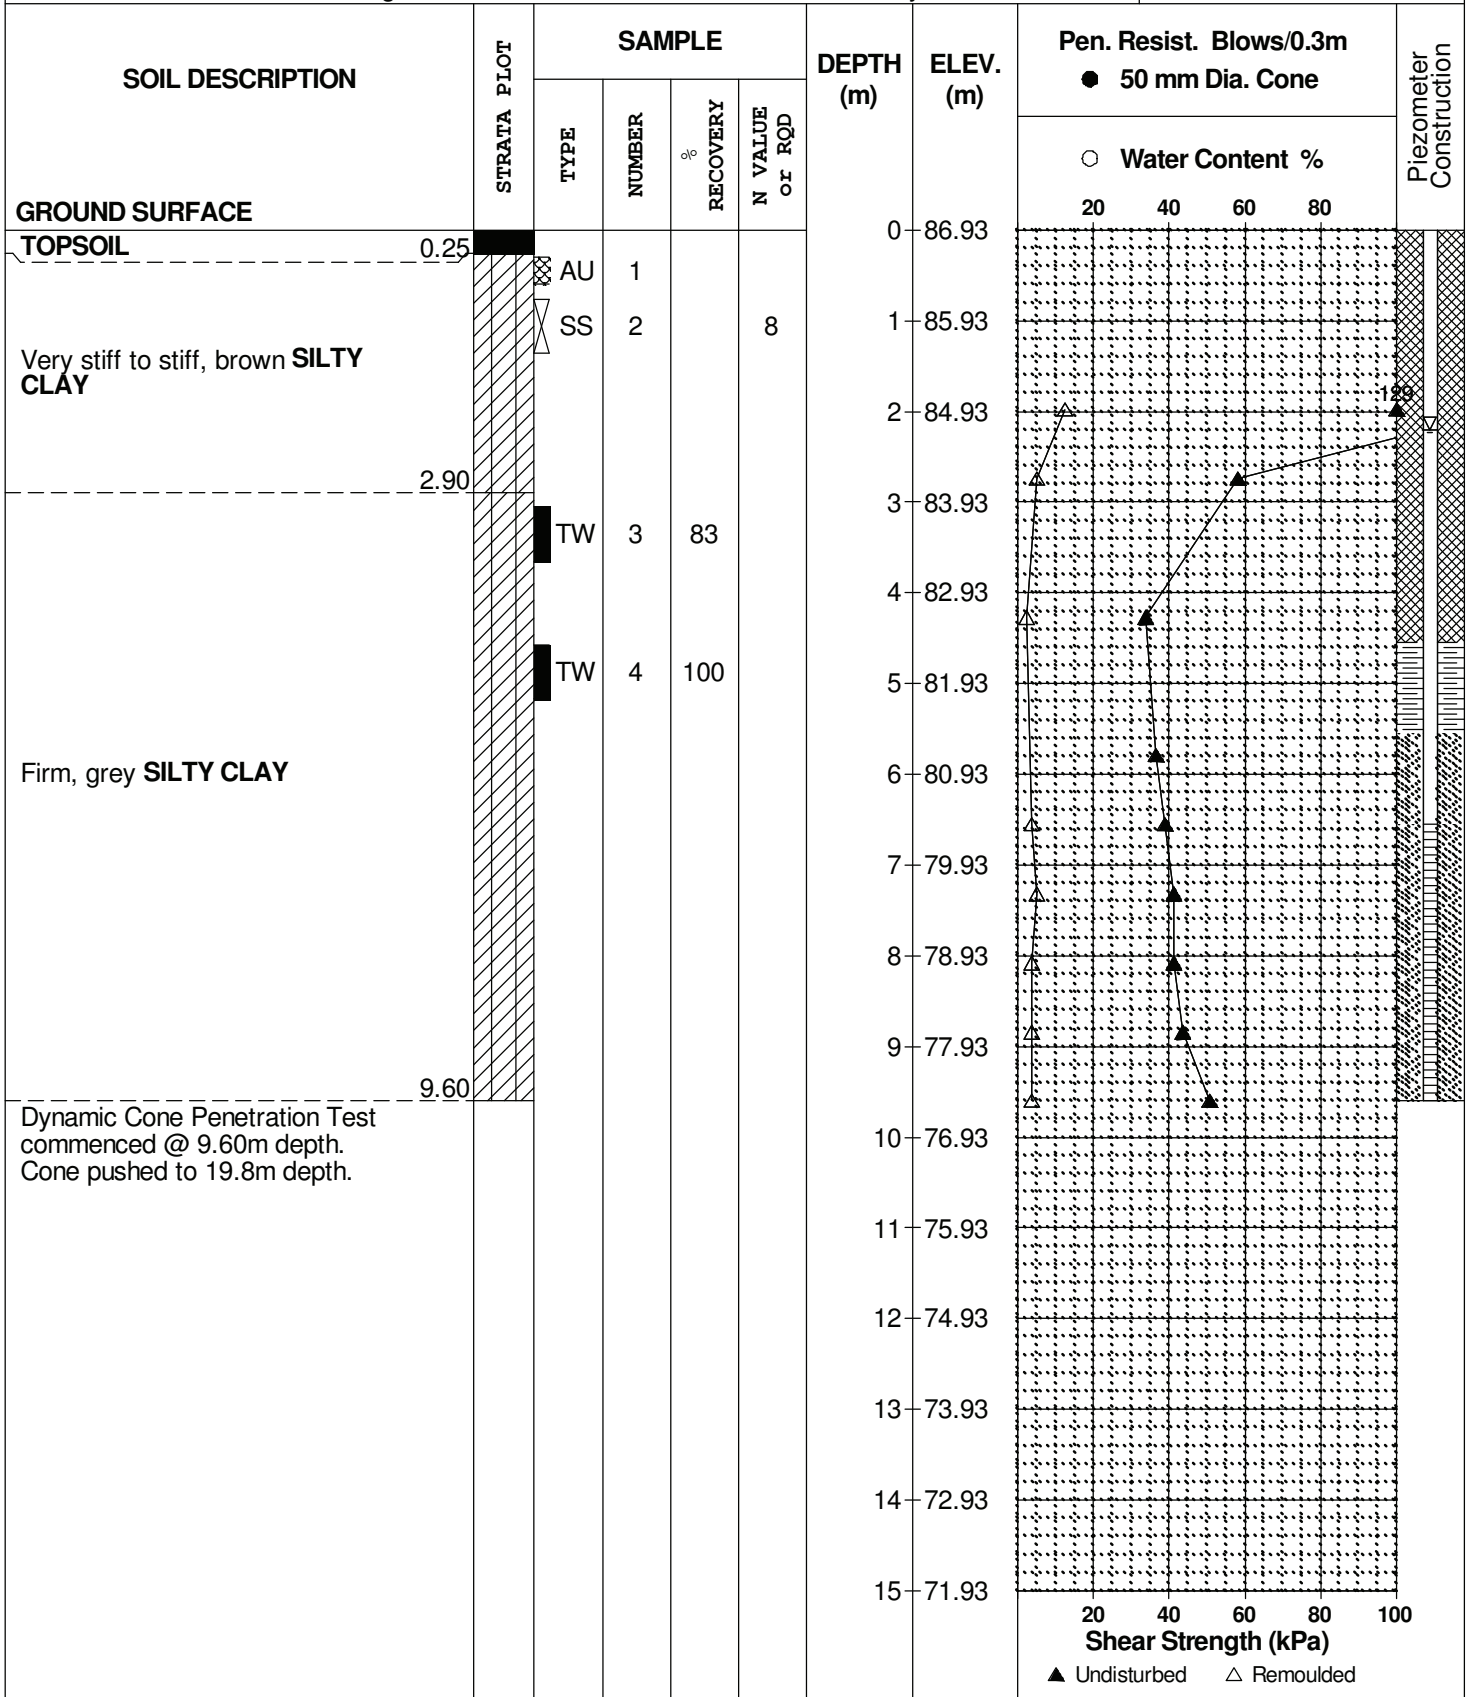 SOIL DESCRIPTION
GROUND SURFACE
STRATA PLOT
SAMPLE
TYPE
NUMBER
% RECOVERY
N VALUE or RQD
DEPTH (m)
ELEV. (m)
Pen. Resist. Blows/0.3m
● 50 mm Dia. Cone
○ Water Content %
20 40 60 80
Piezometer Construction
TOPSOIL 0.25
0 86.93
AU 1
SS 2 8
1 85.93
Very stiff to stiff, brown SILTY
CLAY
129
2 84.93
2.90
3 83.93
TW 3 83
4 82.93
TW 4 100
5 81.93
Firm, grey SILTY CLAY
6 80.93
7 79.93
8 78.93
9 77.93
9.60
Dynamic Cone Penetration Test
commenced @ 9.60m depth.
Cone pushed to 19.8m depth.
10 76.93
11 75.93
12 74.93
13 73.93
14 72.93
15 71.93
20 40 60 80 100
Shear Strength (kPa)
▲ Undisturbed △ Remoulded